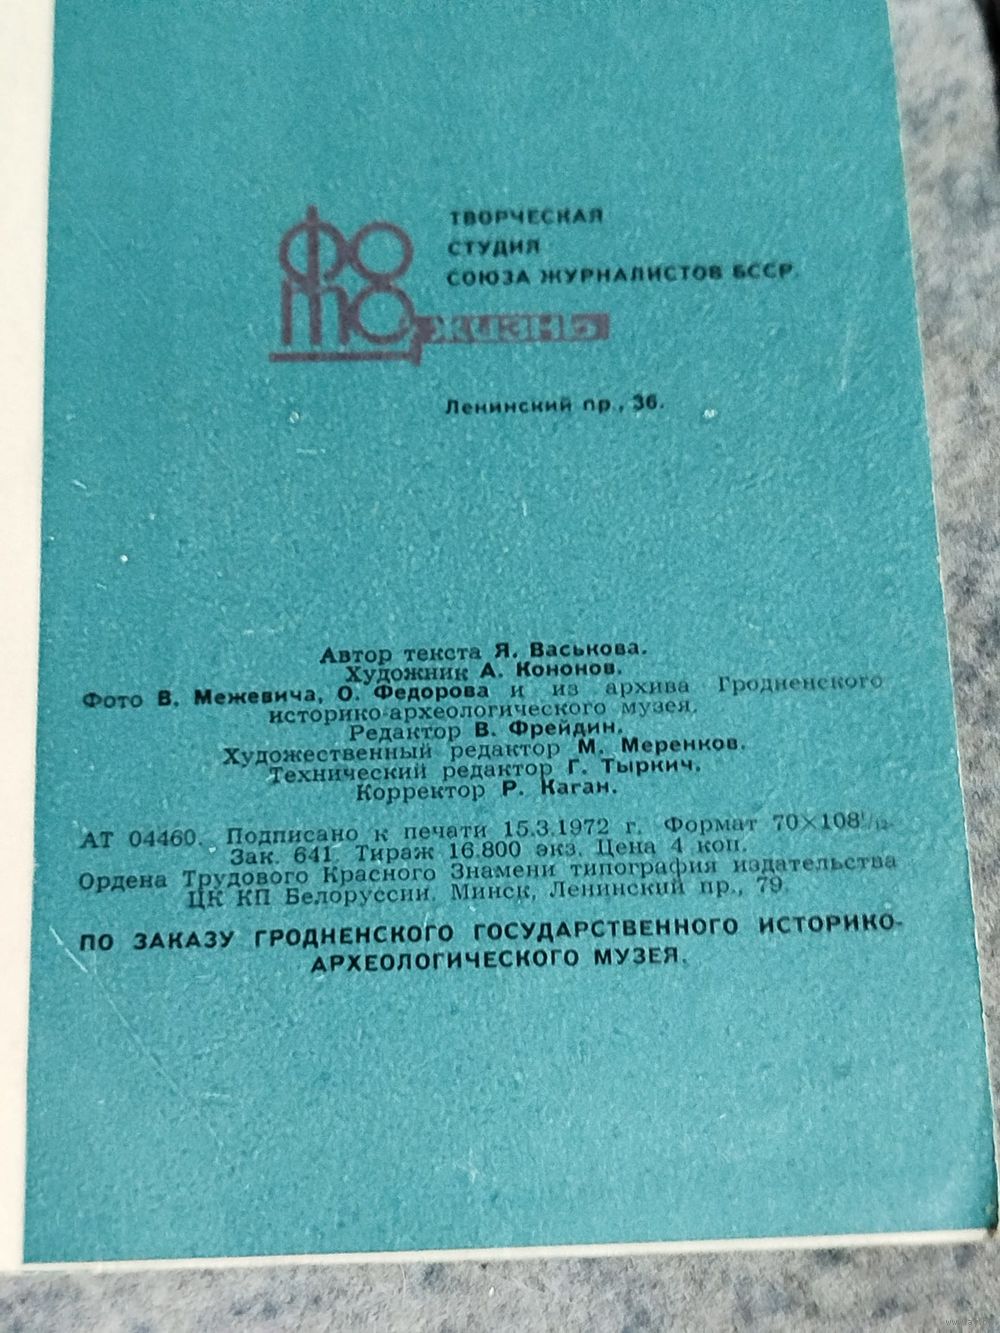 ФОТО
жизнь
ТВОРЧЕСКАЯ
СТУДИЯ
СОЮЗА ЖУРНАЛИСТОВ БССР.
Ленинский пр., 36.
Автор текста Я. Васькова.
Художник А. Кононов.
Фото В. Межевича, О. Федорова и из архива Гродненского
историко-археологического музея.
Редактор В. Фрейдин.
Художественный редактор М. Меренков.
Технический редактор Г. Тыркич.
Корректор Р. Каган.
АТ 04460. Подписано к печати 15.3.1972 г. Формат 70×108
Зак. 641. Тираж 16.800 экз. Цена 4 коп.
Ордена Трудового Красного Знамени типография издательства
ЦК КП Белоруссии. Минск, Ленинский пр., 79.
ПО ЗАКАЗУ ГРОДНЕНСКОГО ГОСУДАРСТВЕННОГО ИСТОРИКО-
АРХЕОЛОГИЧЕСКОГО МУЗЕЯ.